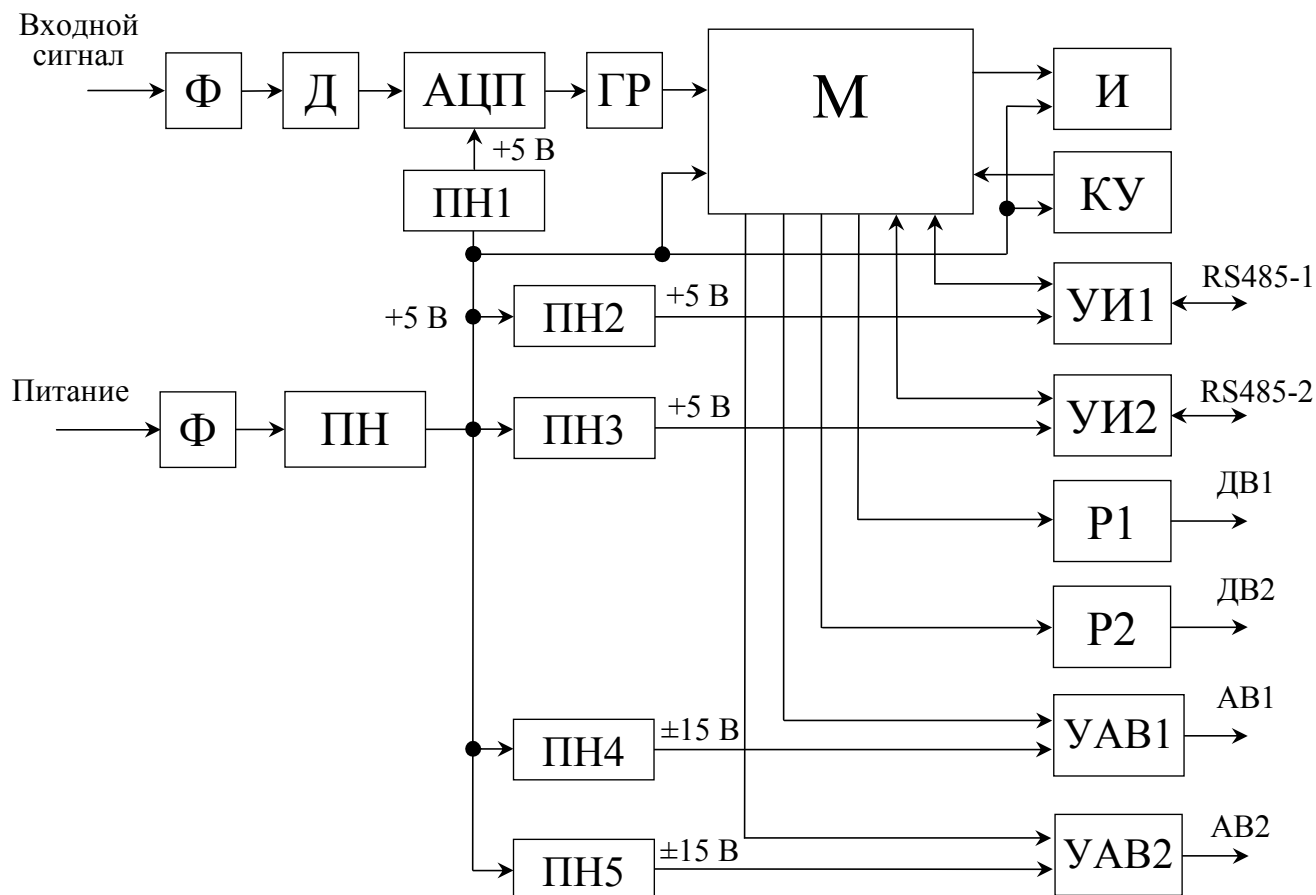 Входной
сигнал
Ф
Д
АЦП
ГР
М
И
+5 В
ПН1
КУ
+5 В
ПН2
+5 В
УИ1
RS485-1
Питание
Ф
ПН
ПН3
+5 В
УИ2
RS485-2
Р1
ДВ1
Р2
ДВ2
ПН4
±15 В
УАВ1
АВ1
ПН5
±15 В
УАВ2
АВ2